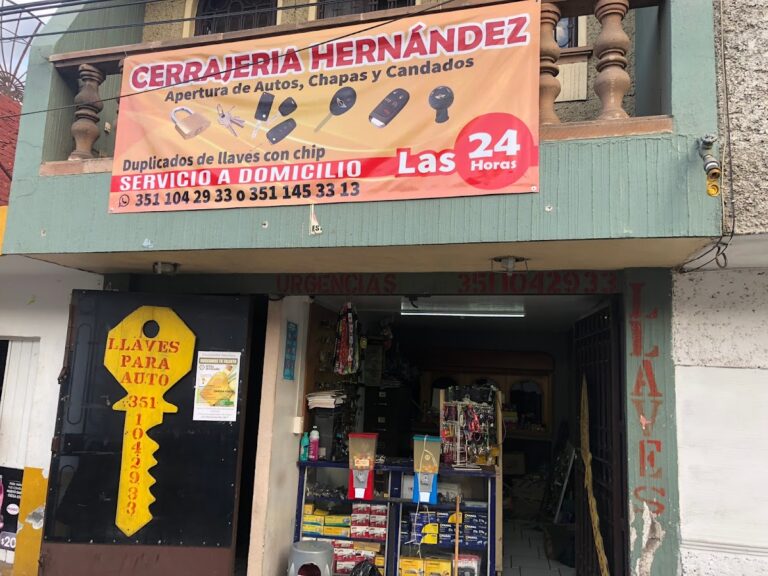 CERRAJERIA HERNÁNDEZ
Apertura de Autos, Chapas y Candados
Duplicados de llaves con chip
SERVICIO A DOMICILIO
351 104 29 33 o 351 145 33 13
Las 24 Horas
URGENCIAS 3511042933
LLAVES
PARA
AUTO
351
1042933
LLAVES